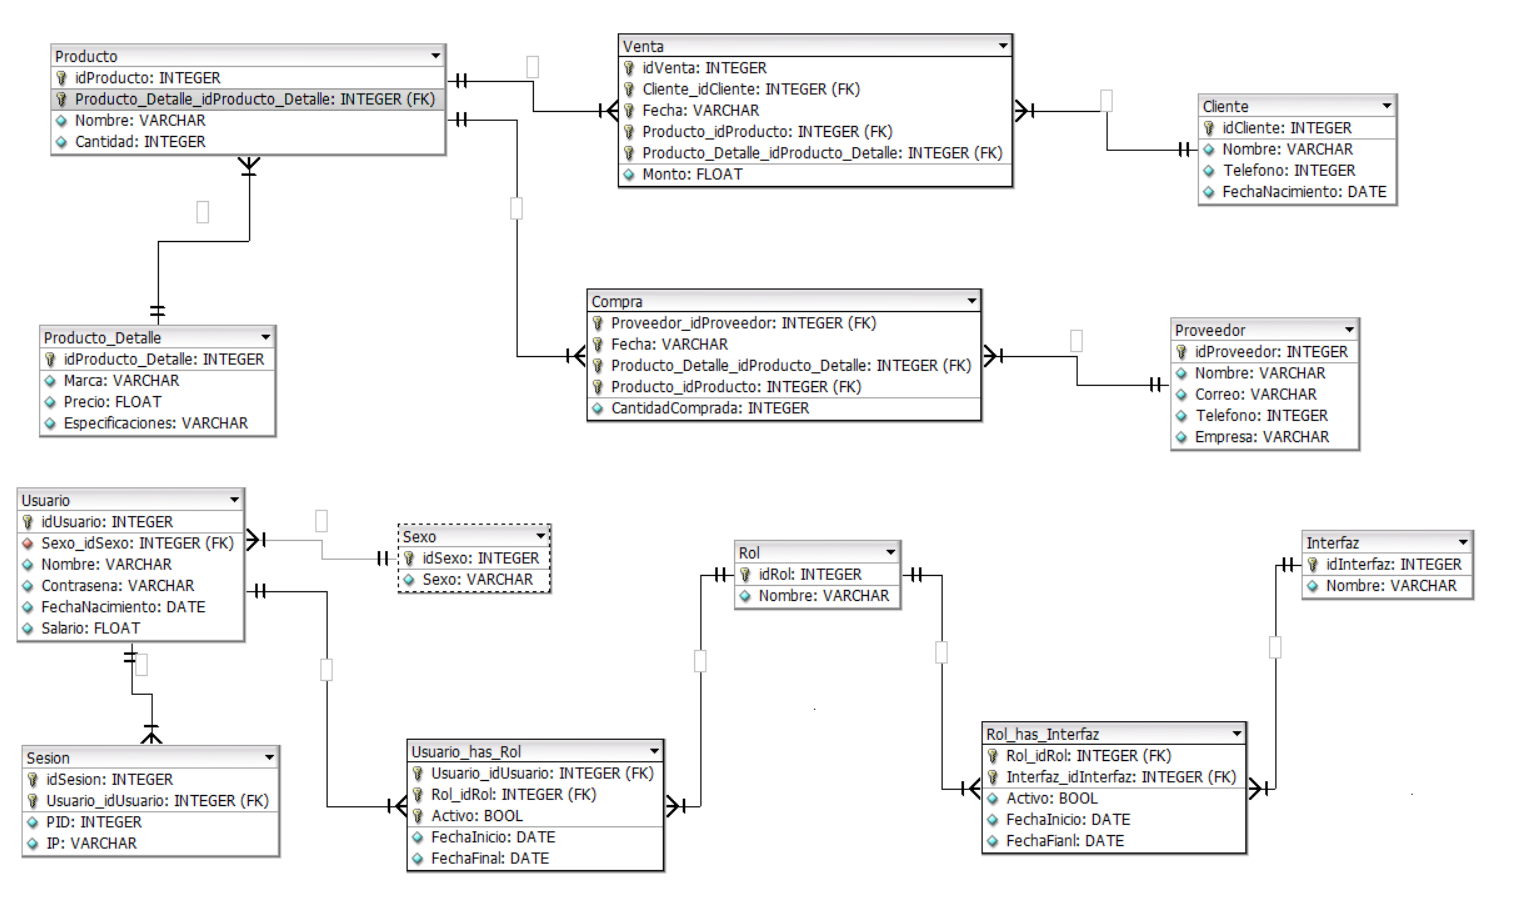 Producto
idProducto: INTEGER
Producto_Detalle_idProducto_Detalle: INTEGER (FK)
Nombre: VARCHAR
Cantidad: INTEGER
Venta
idVenta: INTEGER
Cliente_idCliente: INTEGER (FK)
Fecha: VARCHAR
Producto_idProducto: INTEGER (FK)
Producto_Detalle_idProducto_Detalle: INTEGER (FK)
Monto: FLOAT
Cliente
idCliente: INTEGER
Nombre: VARCHAR
Telefono: INTEGER
FechaNacimiento: DATE
Producto_Detalle
idProducto_Detalle: INTEGER
Marca: VARCHAR
Precio: FLOAT
Especificaciones: VARCHAR
Compra
Proveedor_idProveedor: INTEGER (FK)
Fecha: VARCHAR
Producto_Detalle_idProducto_Detalle: INTEGER (FK)
Producto_idProducto: INTEGER (FK)
CantidadComprada: INTEGER
Proveedor
idProveedor: INTEGER
Nombre: VARCHAR
Correo: VARCHAR
Telefono: INTEGER
Empresa: VARCHAR
Usuario
idUsuario: INTEGER
Sexo_idSexo: INTEGER (FK)
Nombre: VARCHAR
Contrasena: VARCHAR
FechaNacimiento: DATE
Salario: FLOAT
Sexo
idSexo: INTEGER
Sexo: VARCHAR
Rol
idRol: INTEGER
Nombre: VARCHAR
Interfaz
idInterfaz: INTEGER
Nombre: VARCHAR
Sesion
idSesion: INTEGER
Usuario_idUsuario: INTEGER (FK)
PID: INTEGER
IP: VARCHAR
Usuario_has_Rol
Usuario_idUsuario: INTEGER (FK)
Rol_idRol: INTEGER (FK)
Activo: BOOL
FechaInicio: DATE
FechaFinal: DATE
Rol_has_Interfaz
Rol_idRol: INTEGER (FK)
Interfaz_idInterfaz: INTEGER (FK)
Activo: BOOL
FechaInicio: DATE
FechaFianl: DATE